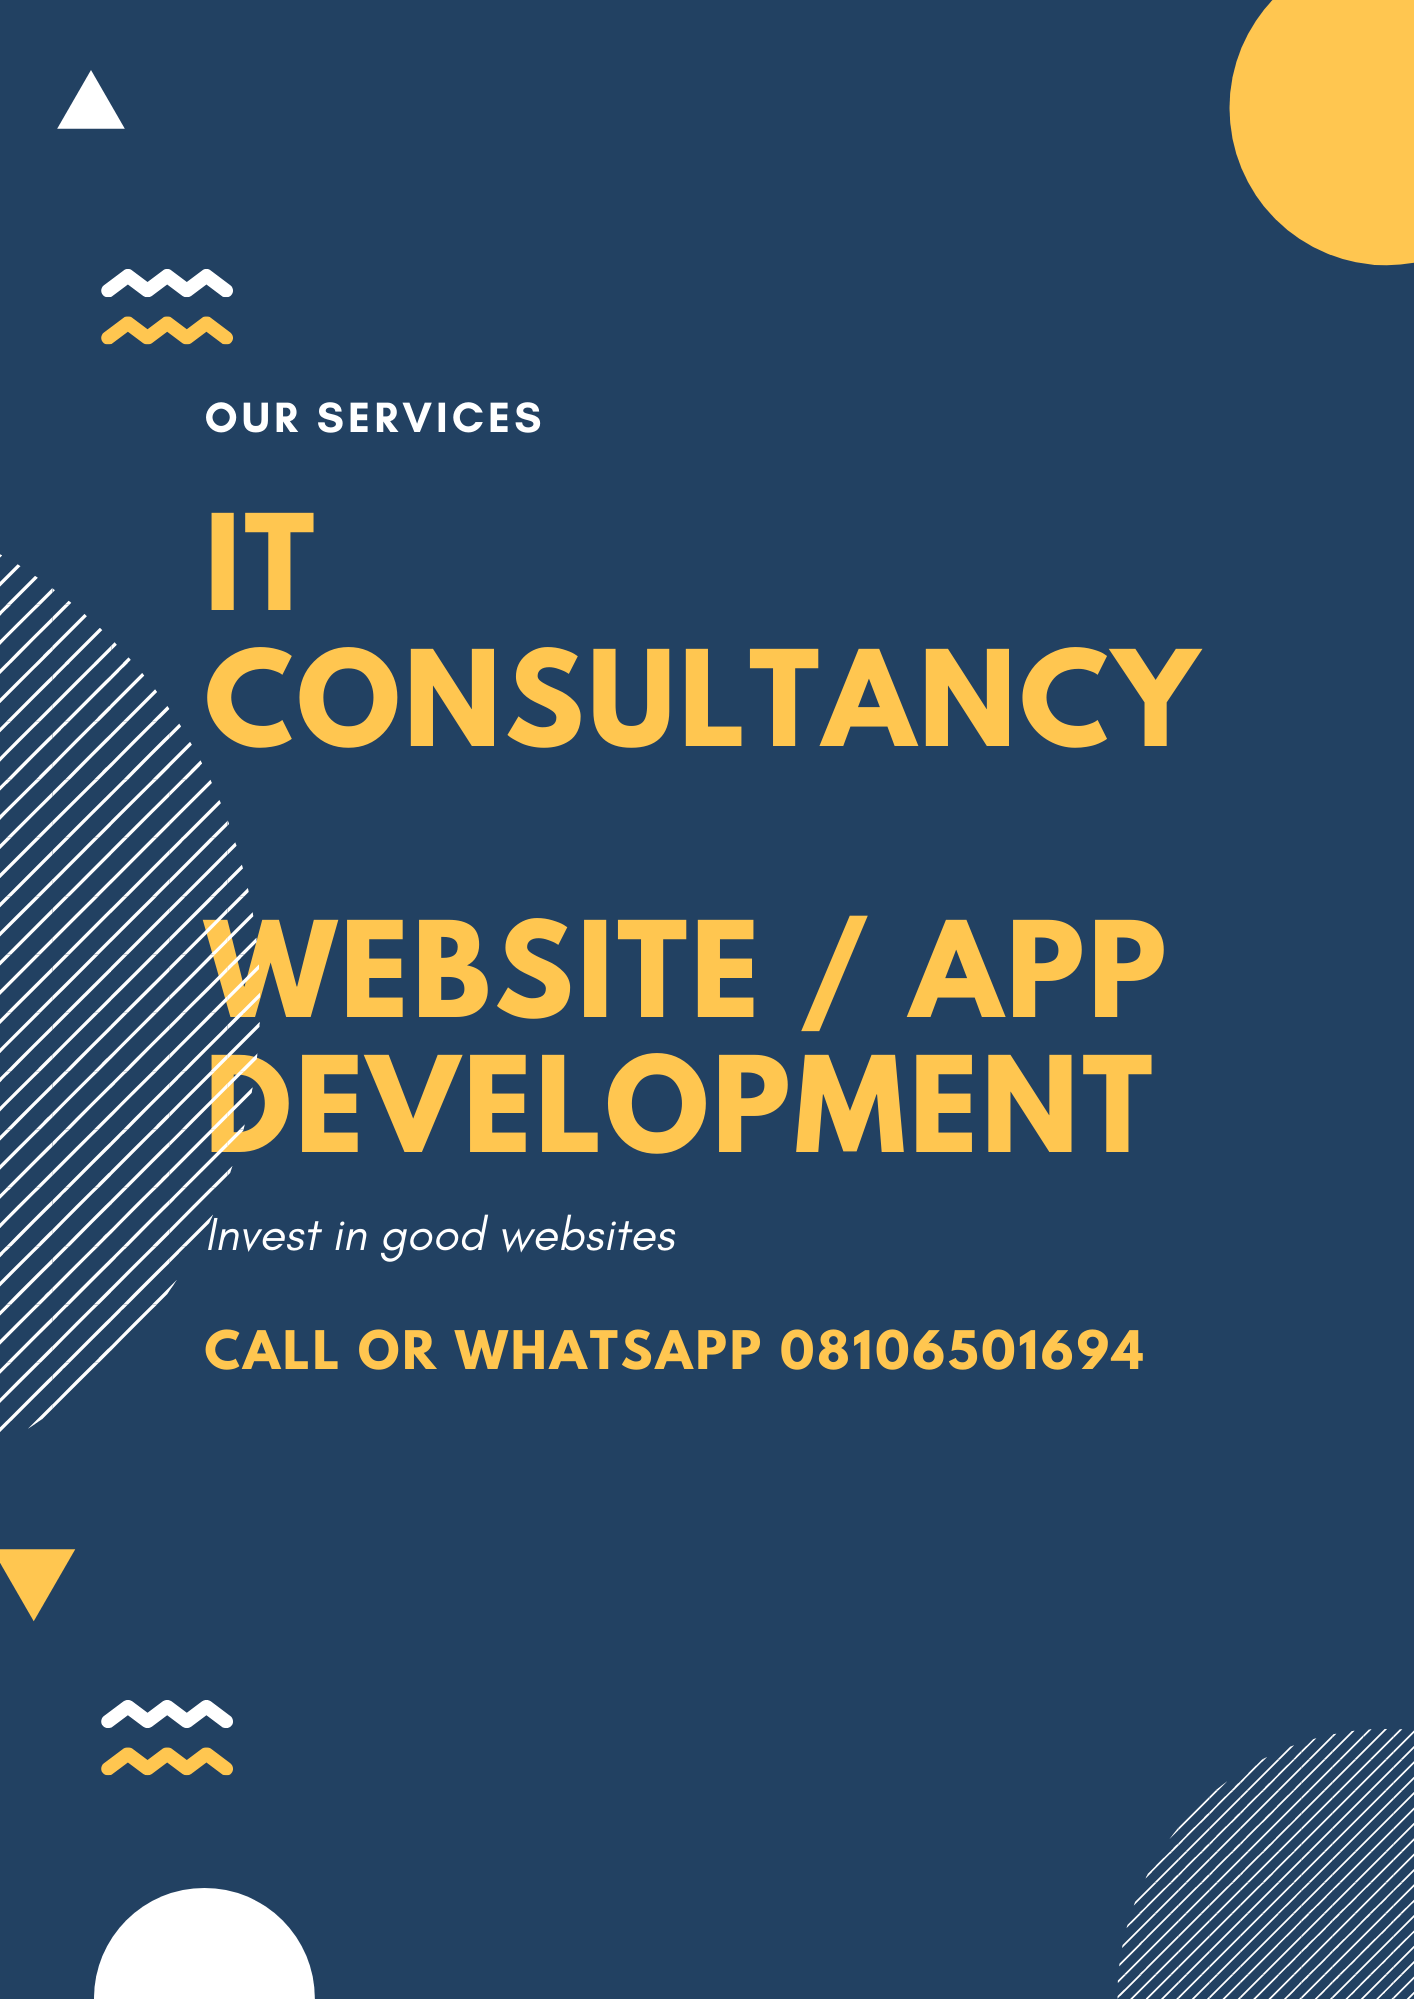 OUR SERVICES
IT
CONSULTANCY
WEBSITE / APP
DEVELOPMENT
Invest in good websites
CALL OR WHATSAPP 08106501694